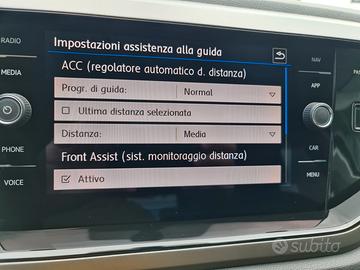 Impostazioni assistenza alla guida
RADIO
MEDIA
PHONE
VOICE
ACC (regolatore automatico d. distanza)
Progr. di guida: Normal
Ultima distanza selezionata
Distanza: Media
Front Assist (sist. monitoraggio distanza)
Attivo
NAV
APP
CAR
MENU
subito